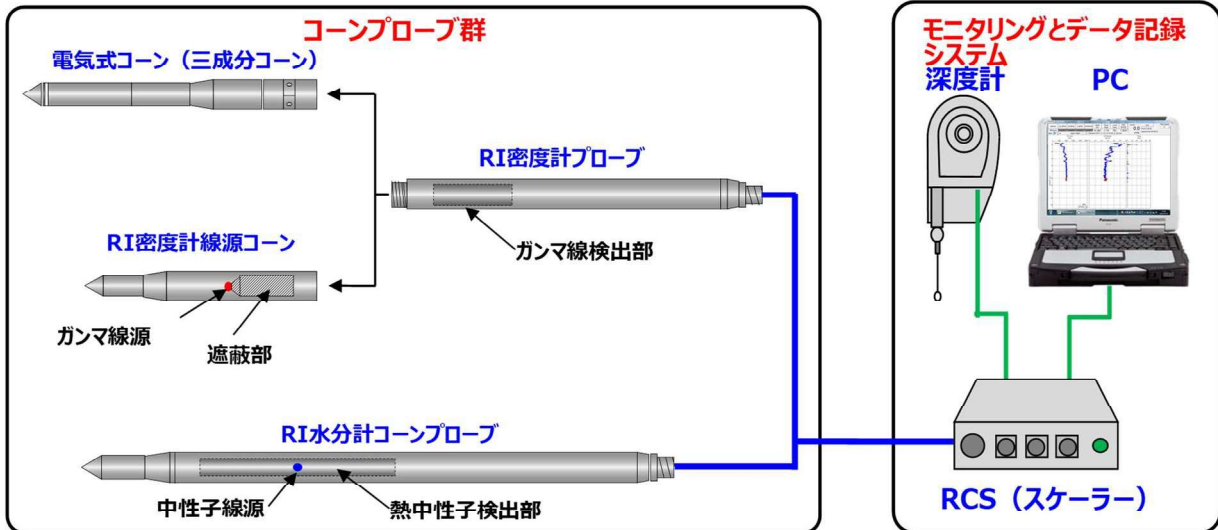 コーンプローブ群
電気式コーン（三成分コーン）
RI密度計プローブ
ガンマ線検出部
RI密度計線源コーン
ガンマ線源
遮蔽部
RI水分計コーンプローブ
中性子線源
熱中性子検出部
モニタリングとデータ記録
システム
深度計
PC
Panasonic
RCS（スケーラー）